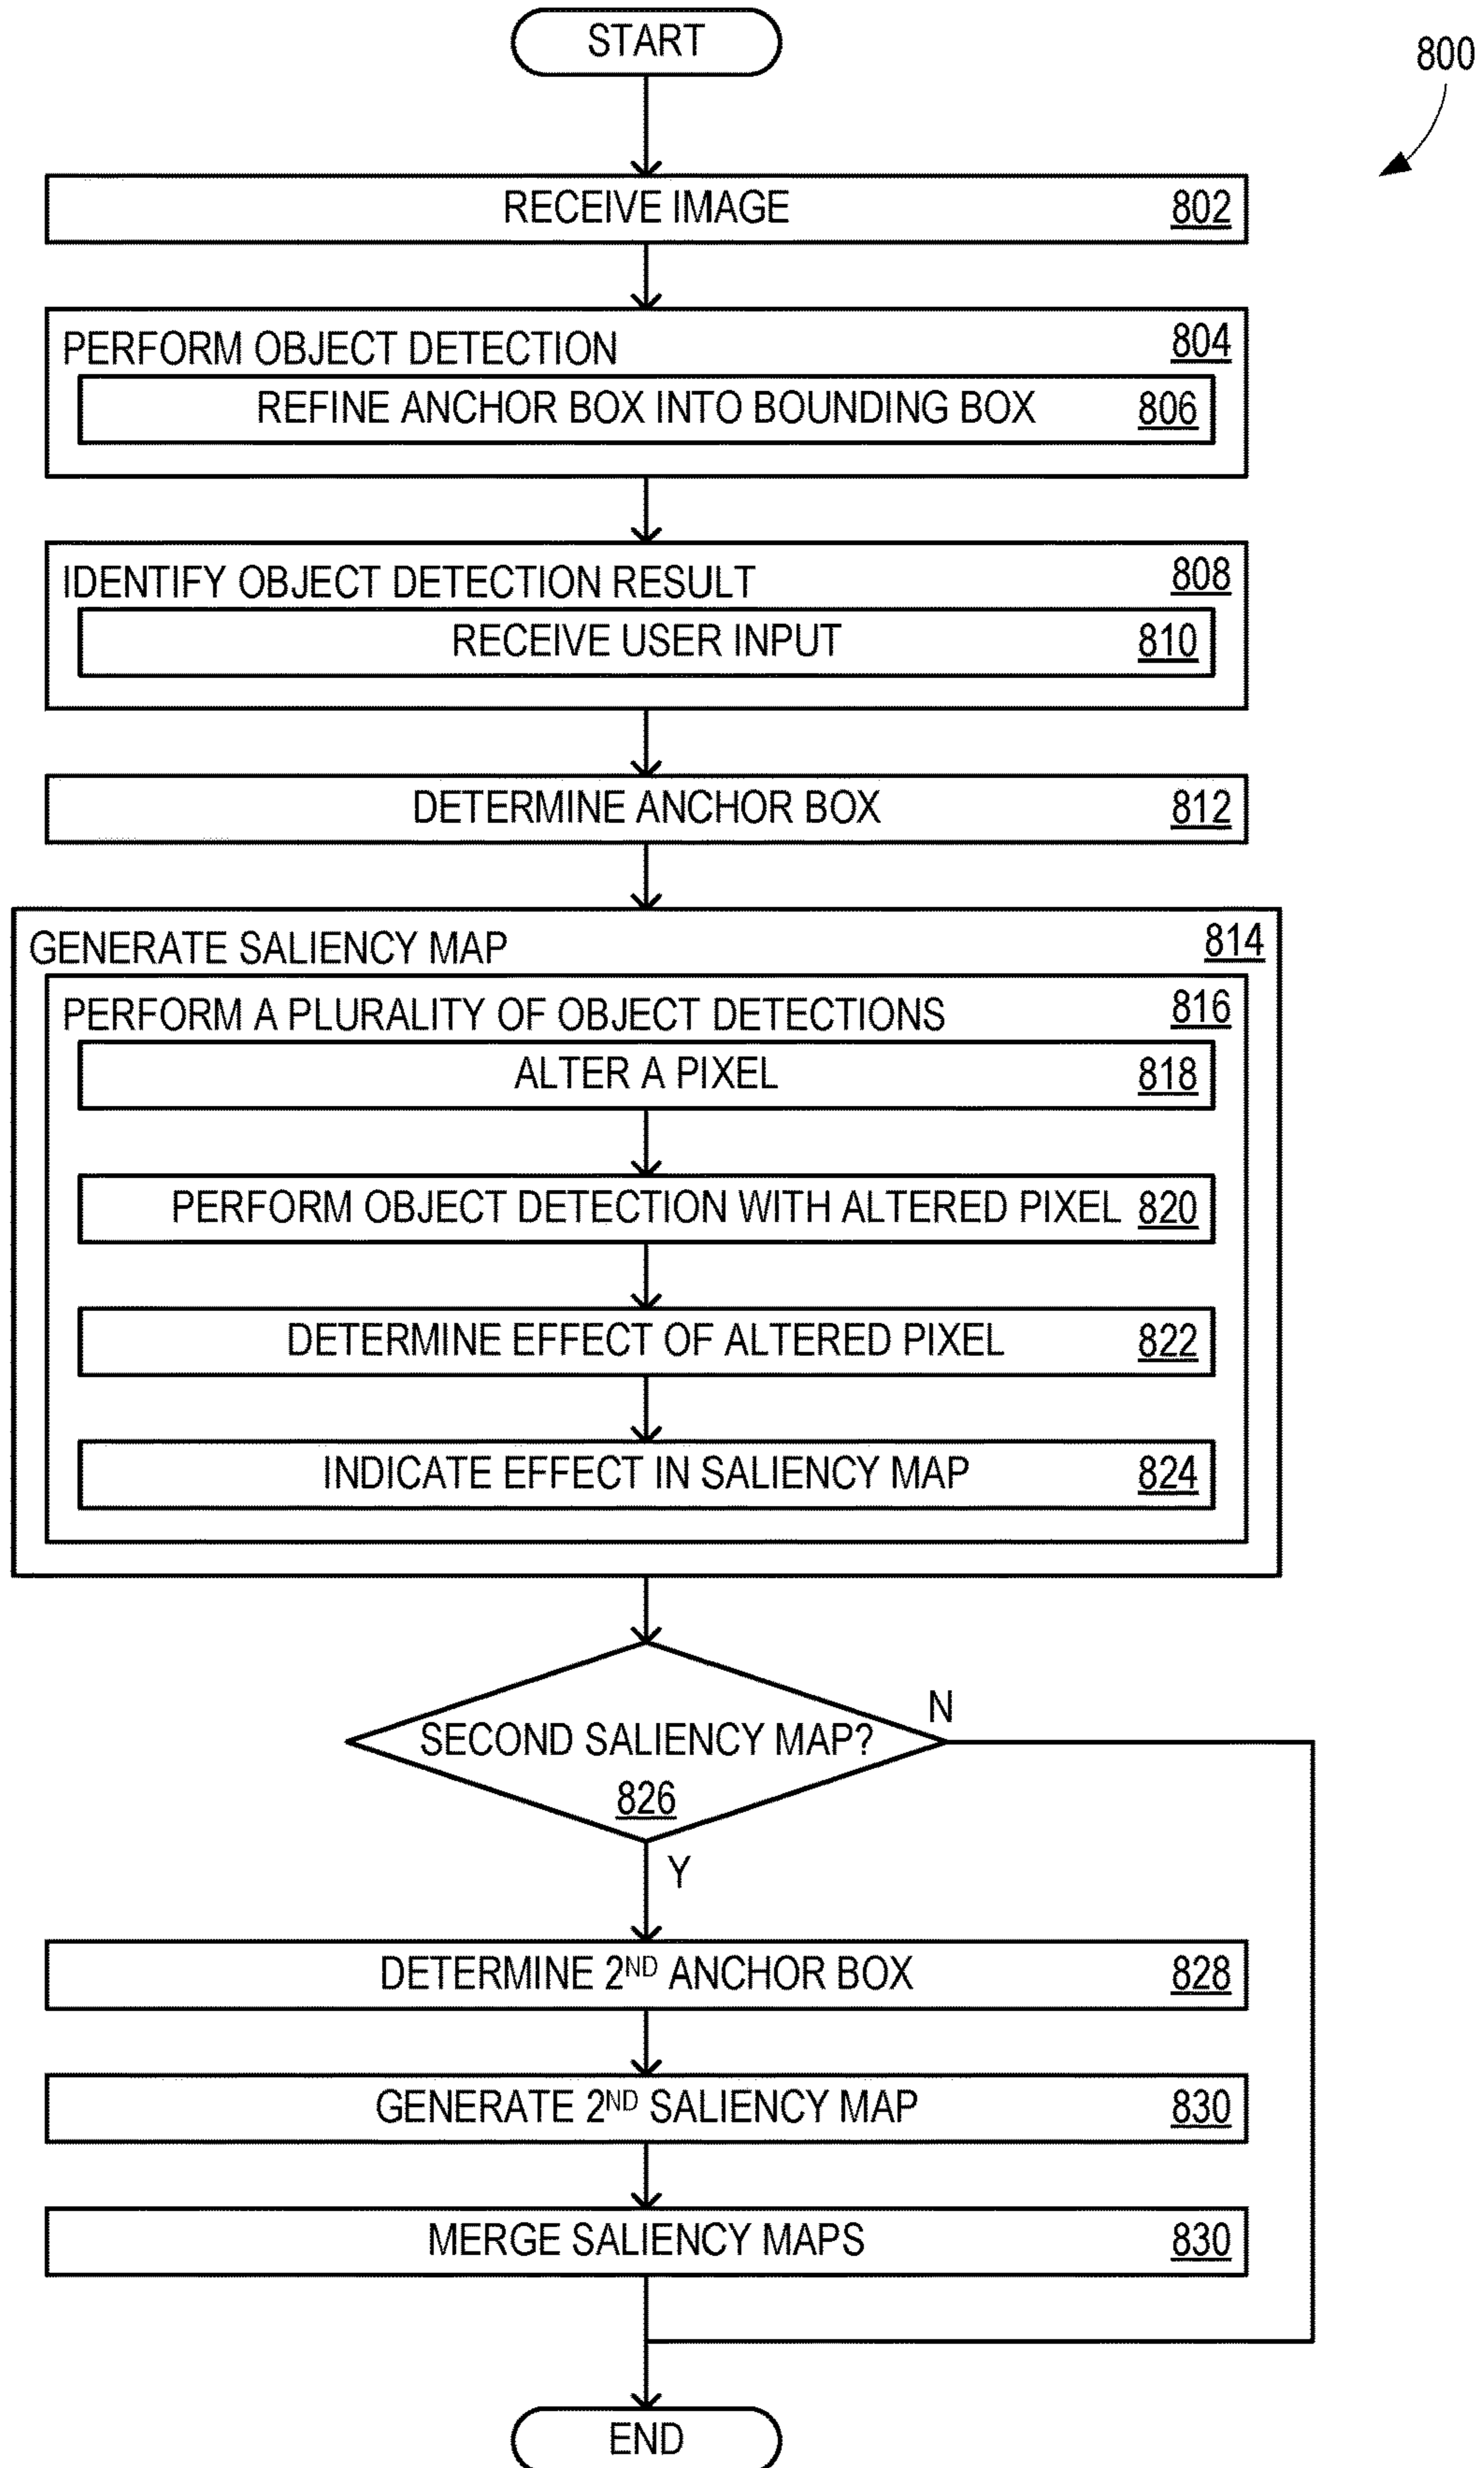 START
800
RECEIVE IMAGE 802
PERFORM OBJECT DETECTION 804
REFINE ANCHOR BOX INTO BOUNDING BOX 806
IDENTIFY OBJECT DETECTION RESULT 808
RECEIVE USER INPUT 810
DETERMINE ANCHOR BOX 812
GENERATE SALIENCY MAP 814
PERFORM A PLURALITY OF OBJECT DETECTIONS 816
ALTER A PIXEL 818
PERFORM OBJECT DETECTION WITH ALTERED PIXEL 820
DETERMINE EFFECT OF ALTERED PIXEL 822
INDICATE EFFECT IN SALIENCY MAP 824
N
SECOND SALIENCY MAP?
826
Y
DETERMINE 2ND ANCHOR BOX 828
GENERATE 2ND SALIENCY MAP 830
MERGE SALIENCY MAPS 830
END